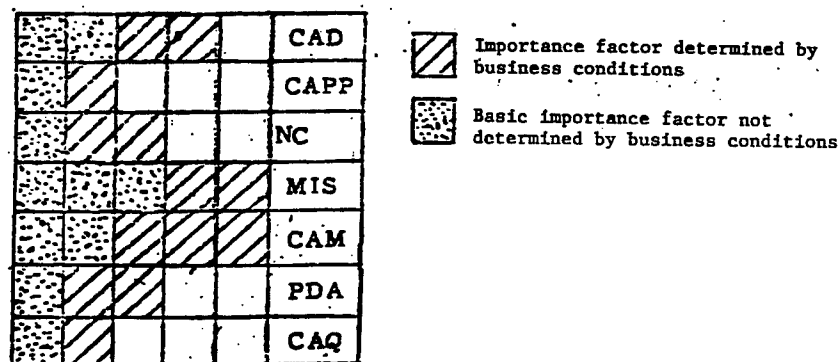 CAD
CAPP
NC
MIS
CAM
PDA
CAQ
Importance factor determined by
business conditions
Basic importance factor not
determined by business conditions